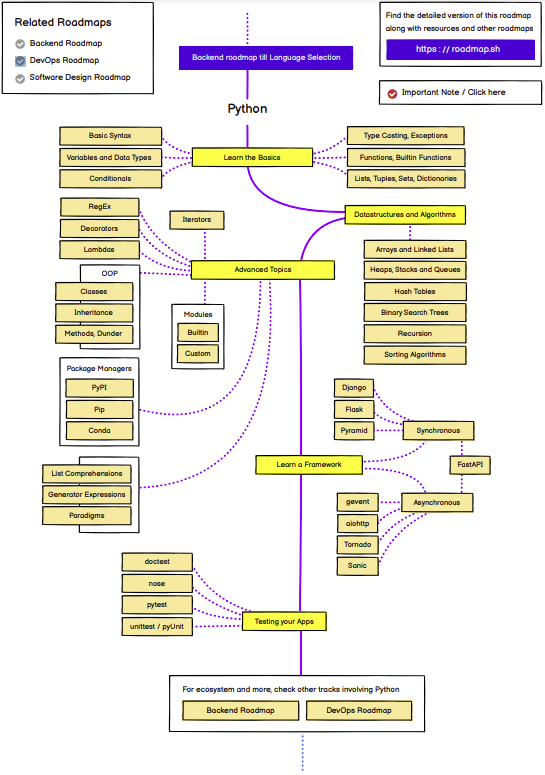 Related Roadmaps
Backend Roadmap
DevOps Roadmap
Software Design Roadmap
Find the detailed version of this roadmap
along with resources and other roadmaps
https://roadmap.sh
Important Note / Click here
Backend roadmap till Language Selection
Python
Basic Syntax
Variables and Data Types
Conditionals
Learn the Basics
Type Casting, Exceptions
Functions, Builtin Functions
Lists, Tuples, Sets, Dictionaries
Datastructures and Algorithms
Arrays and Linked Lists
Heaps, Stacks and Queues
Hash Tables
Binary Search Trees
Recursion
Sorting Algorithms
RegEx
Decorators
Lambdas
Iterators
Advanced Topics
OOP
Classes
Inheritance
Methods, Dunder
Modules
Builtin
Custom
Package Managers
PyPI
Pip
Conda
List Comprehensions
Generator Expressions
Paradigms
Django
Flask
Pyramid
Synchronous
Learn a Framework
FastAPI
gevent
aiohttp
Tornado
Sanic
Asynchronous
doctest
nose
pytest
unittest / pyUnit
Testing your Apps
For ecosystem and more, check other tracks involving Python
Backend Roadmap
DevOps Roadmap